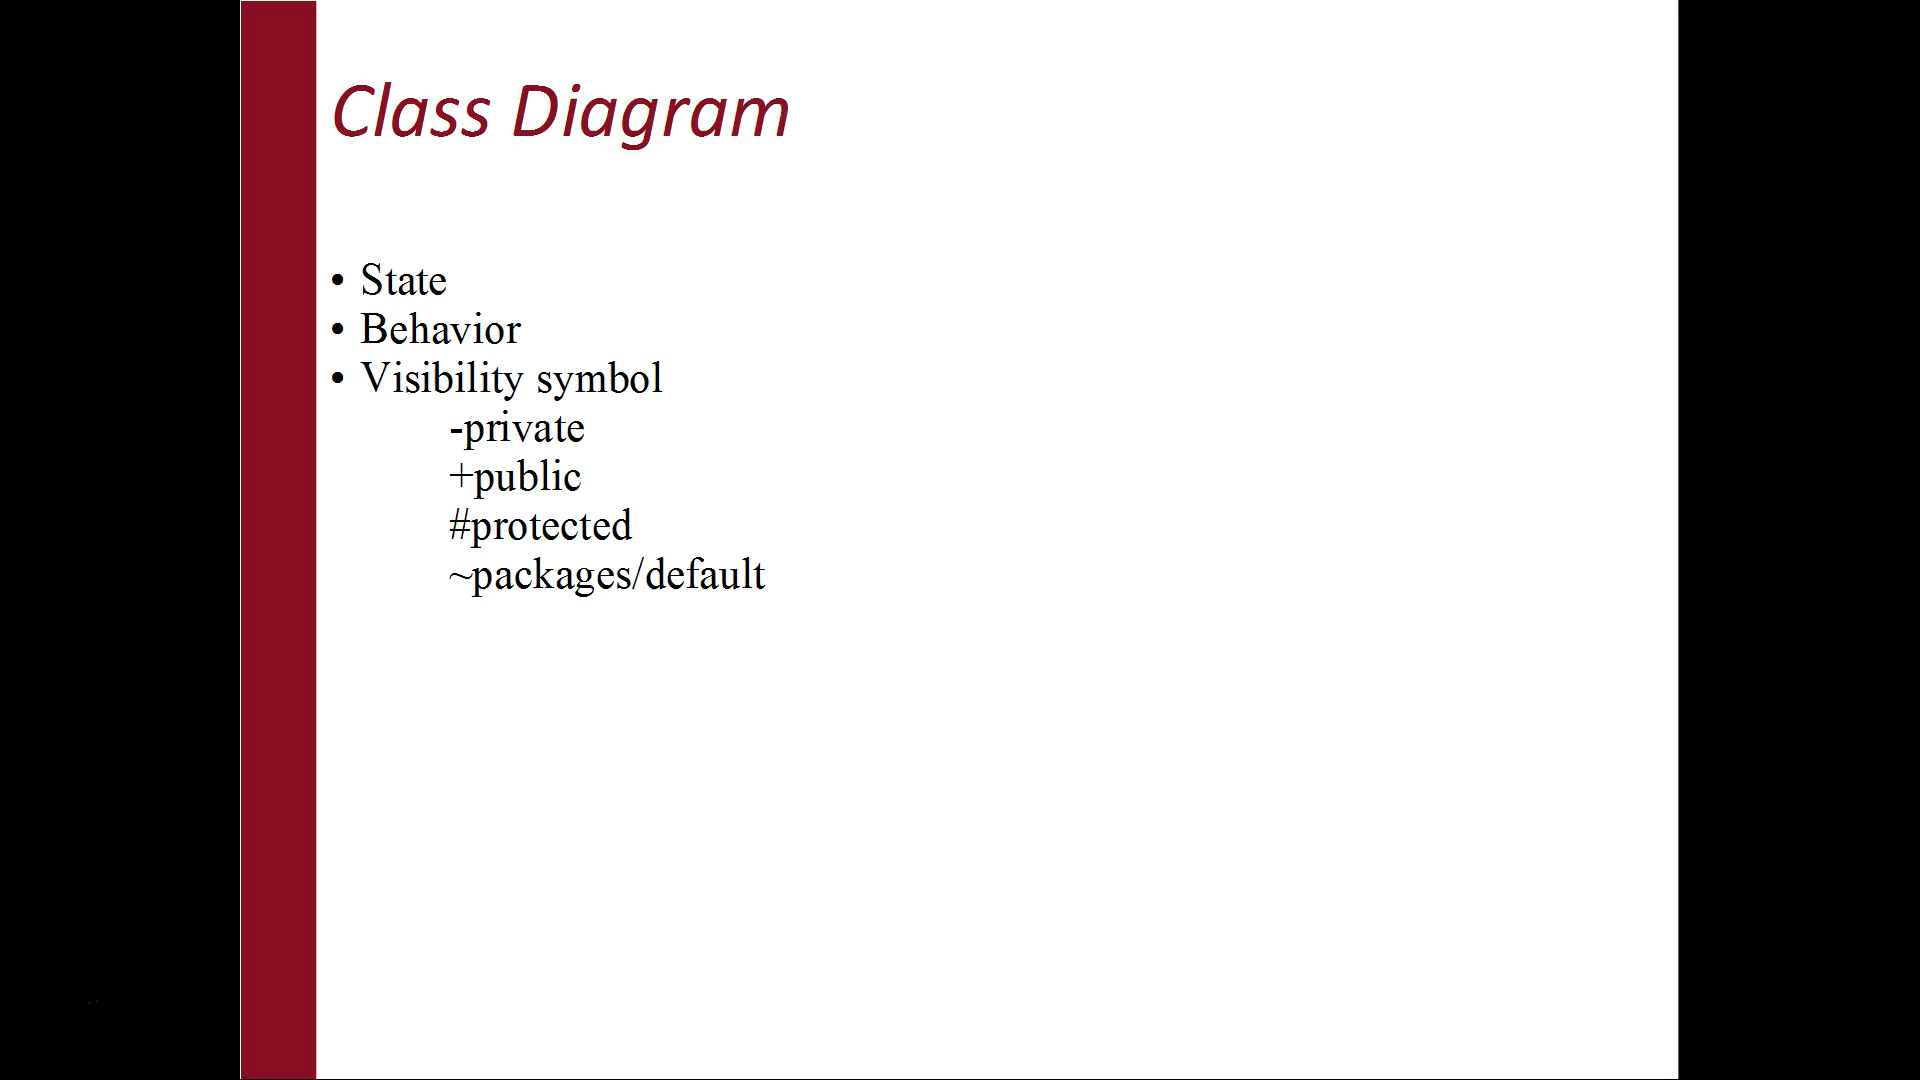 Class Diagram
• State
• Behavior
• Visibility symbol
-private
+public
#protected
~packages/default